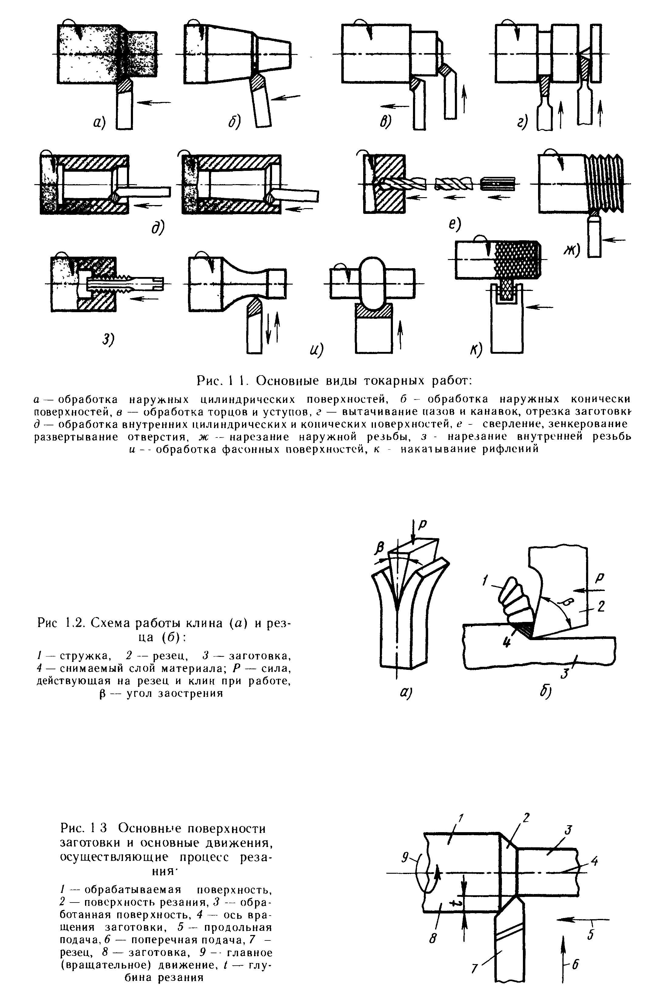 а)
б)
в)
г)
д)
е)
ж)
з)
и)
к)
Рис. 1 1. Основные виды токарных работ:
а — обработка наружных цилиндрических поверхностей, б – обработка наружных конически
поверхностей, в — обработка торцов и уступов, г — вытачивание пазов и канавок, отрезка заготовки
д — обработка внутренних цилиндрических и конических поверхностей, е - сверление, зенкерование
развертывание отверстия, ж — нарезание наружной резьбы, з - нарезание внутренней резьбь
и -- обработка фасонных поверхностей, к - накатывание рифлений
P
β
а)
1
P
β
2
4
3
б)
Рис 1.2. Схема работы клина (а) и рез-
ца (б):
1 — стружка, 2 — резец, 3 — заготовка,
4 — снимаемый слой материала; P — сила,
действующая на резец и клин при работе,
β — угол заострения
Рис. 1 3 Основные поверхности
заготовки и основные движения,
осуществляющие процесс реза-
ния·
1 — обрабатываемая поверхность,
2 — поверхность резания, 3 — обра-
ботанная поверхность, 4 — ось вра-
щения заготовки, 5 — продольная
подача, 6 — поперечная подача, 7 –
резец, 8 — заготовка, 9 -- главное
(вращательное) движение, t — глу-
бина резания
1
2
3
9
4
t
8
5
7
6